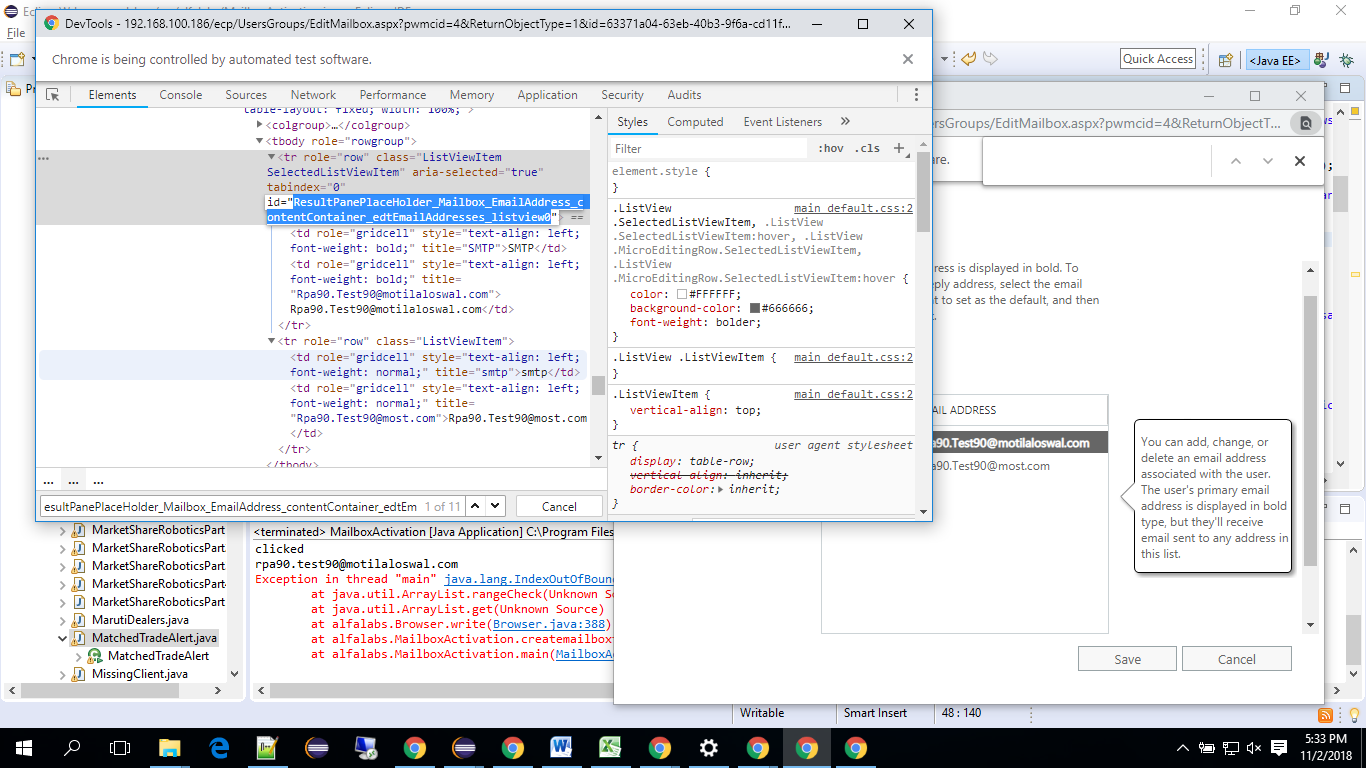 DevTools - 192.168.100.186/ecp/UsersGroups/EditMailbox.aspx?pwmcid=4&ReturnObjectType=1&id=63371a04-63eb-40b3-9f6a-cd11f...
File
Chrome is being controlled by automated test software.
Quick Access
<Java EE>
Elements Console Sources Network Performance Memory Application Security Audits
ersGroups/EditMailbox.aspx?pwmcid=4&ReturnObjectT...
are.
table-layout: fixed; width: 100%; >
<colgroup>…</colgroup>
<tbody role="rowgroup">
<tr role="row" class="ListViewItem
SelectedListViewItem" aria-selected="true"
tabindex="0"
id="ResultPanePlaceHolder_Mailbox_EmailAddress_c
ontentContainer_edtEmailAddresses_listview0" ==
<td role="gridcell" style="text-align: left;
font-weight: bold;" title="SMTP">SMTP</td>
<td role="gridcell" style="text-align: left;
font-weight: bold;" title=
"Rpa90.Test90@motilaloswal.com">
Rpa90.Test90@motilaloswal.com</td>
</tr>
<tr role="row" class="ListViewItem">
<td role="gridcell" style="text-align: left;
font-weight: normal;" title="smtp">smtp</td>
<td role="gridcell" style="text-align: left;
font-weight: normal;" title=
"Rpa90.Test90@most.com">Rpa90.Test90@most.com
</td>
</tr>
</tbody>
... ... ...
esultPanePlaceHolder_Mailbox_EmailAddress_contentContainer_edtEm 1 of 11 Cancel
Styles Computed Event Listeners »
Filter :hov .cls +
element.style {
}
.ListView main_default.css:2
.SelectedListViewItem, .ListView
.SelectedListViewItem:hover, .ListView
.MicroEditingRow.SelectedListViewItem,
.ListView
.MicroEditingRow.SelectedListViewItem:hover {
color: #FFFFFF;
background-color: #666666;
font-weight: bolder;
}
.ListView .ListViewItem { main_default.css:2
}
.ListViewItem { main_default.css:2
vertical-align: top;
}
tr { user agent stylesheet
display: table-row;
vertical-align: inherit;
border-color: inherit;
}
dress is displayed in bold. To
eply address, select the email
t to set as the default, and then
AIL ADDRESS
a90.Test90@motilaloswal.com
a90.Test90@most.com
You can add, change, or
delete an email address
associated with the user.
The user's primary email
address is displayed in bold
type, but they'll receive
email sent to any address in
this list.
Save Cancel
MarketShareRoboticsPart
MarketShareRoboticsPart
MarketShareRoboticsPart
MarketShareRoboticsPart
MarketShareRoboticsPart
MarutiDealers.java
MatchedTradeAlert.java
MatchedTradeAlert
MissingClient.java
<terminated> MailboxActivation [Java Application] C:\Program Files
clicked
rpa90.test90@motilaloswal.com
Exception in thread "main" java.lang.IndexOutOfBoun
at java.util.ArrayList.rangeCheck(Unknown So
at java.util.ArrayList.get(Unknown Source)
at alfalabs.Browser.write(Browser.java:388)
at alfalabs.MailboxActivation.createmailboxt
at alfalabs.MailboxActivation.main(MailboxAc
Writable Smart Insert 48 : 140
5:33 PM
11/2/2018